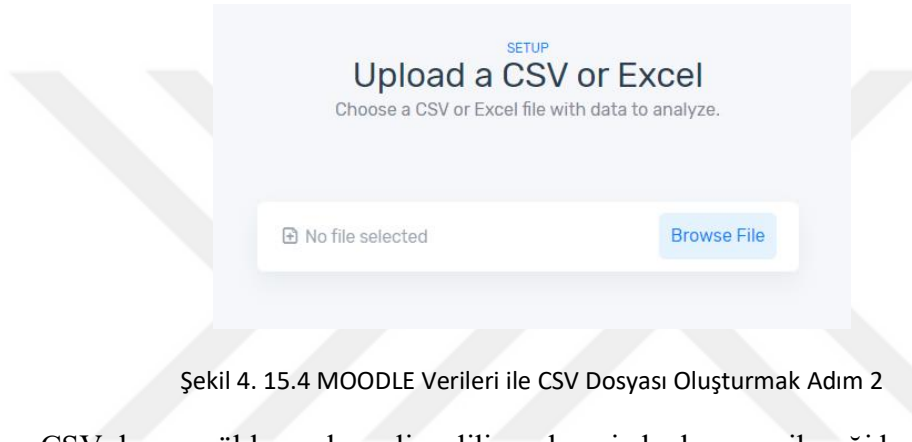 SETUP
Upload a CSV or Excel
Choose a CSV or Excel file with data to analyze.
No file selected
Browse File
Şekil 4. 15.4 MOODLE Verileri ile CSV Dosyası Oluşturmak Adım 2
CSV